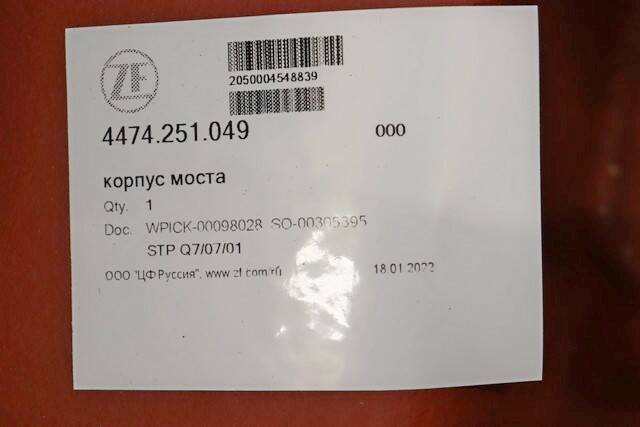 ZF
2050004548839
4474.251.049 000
корпус моста
Qty. 1
Doc. WPICK-00098028 SO-00305395
STP Q7/07/01
ООО "ЦФ Руссия", www.zf.com/ru 18.01.2022